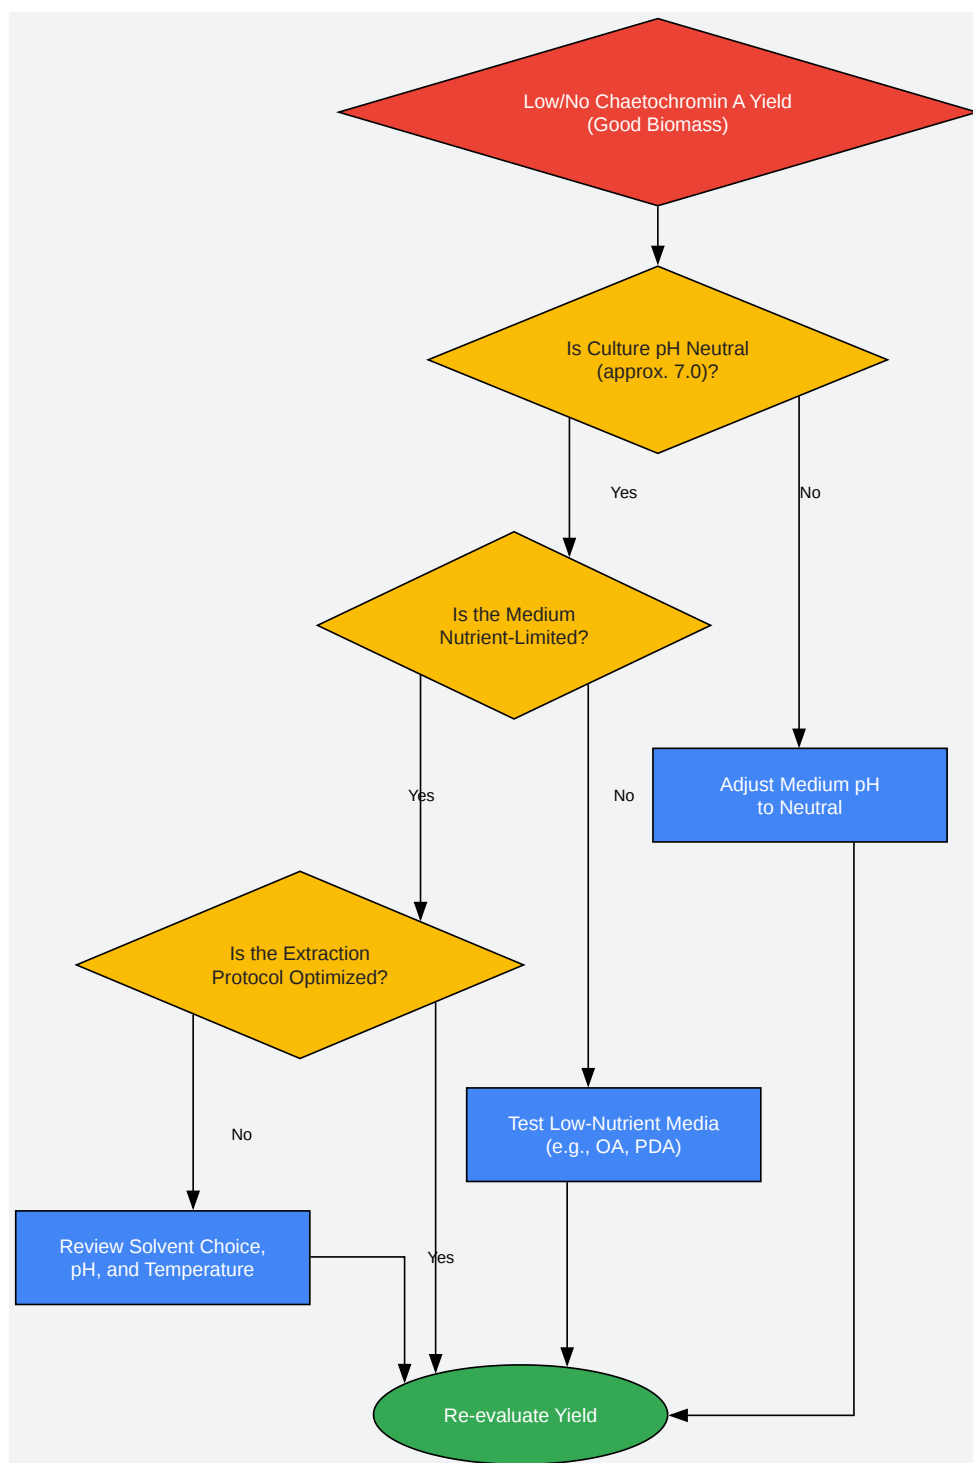 Low/No Chaetochromin A Yield
(Good Biomass)
Is Culture pH Neutral
(approx. 7.0)?
Yes
No
Is the Medium
Nutrient-Limited?
Yes
No
Adjust Medium pH
to Neutral
Is the Extraction
Protocol Optimized?
Test Low-Nutrient Media
(e.g., OA, PDA)
No
Review Solvent Choice,
pH, and Temperature
Yes
Re-evaluate Yield